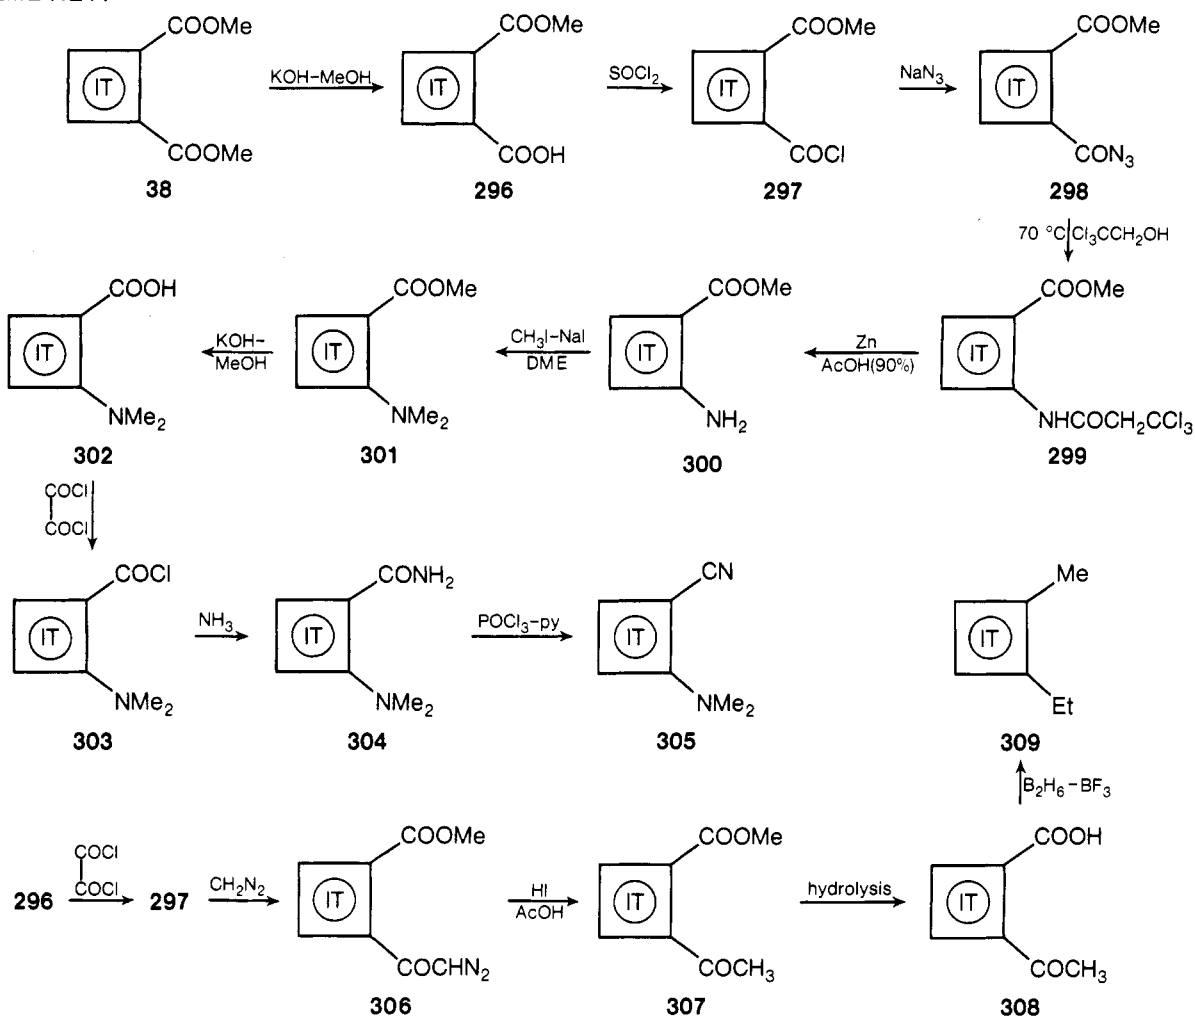 COOMe COOMe COOMe COOMe
IT KOH–MeOH IT SOCl2 IT NaN3 IT
COOMe COOH COCl CON3
38 296 297 298
70 °C Cl3CCH2OH
COOH COOMe COOMe COOMe
IT KOH–MeOH IT CH3I–NaI DME IT Zn AcOH(90%) IT
NMe2 NMe2 NH2 NHCOCH2CCl3
302 301 300 299
COCl
COCl
COCl CONH2 CN Me
IT NH3 IT POCl3–py IT IT
NMe2 NMe2 NMe2 Et
303 304 305 309
B2H6–BF3
COOMe COOMe COOH
COCl
COCl
296 297 CH2N2 IT HI AcOH IT hydrolysis IT
COCHN2 COCH3 COCH3
306 307 308